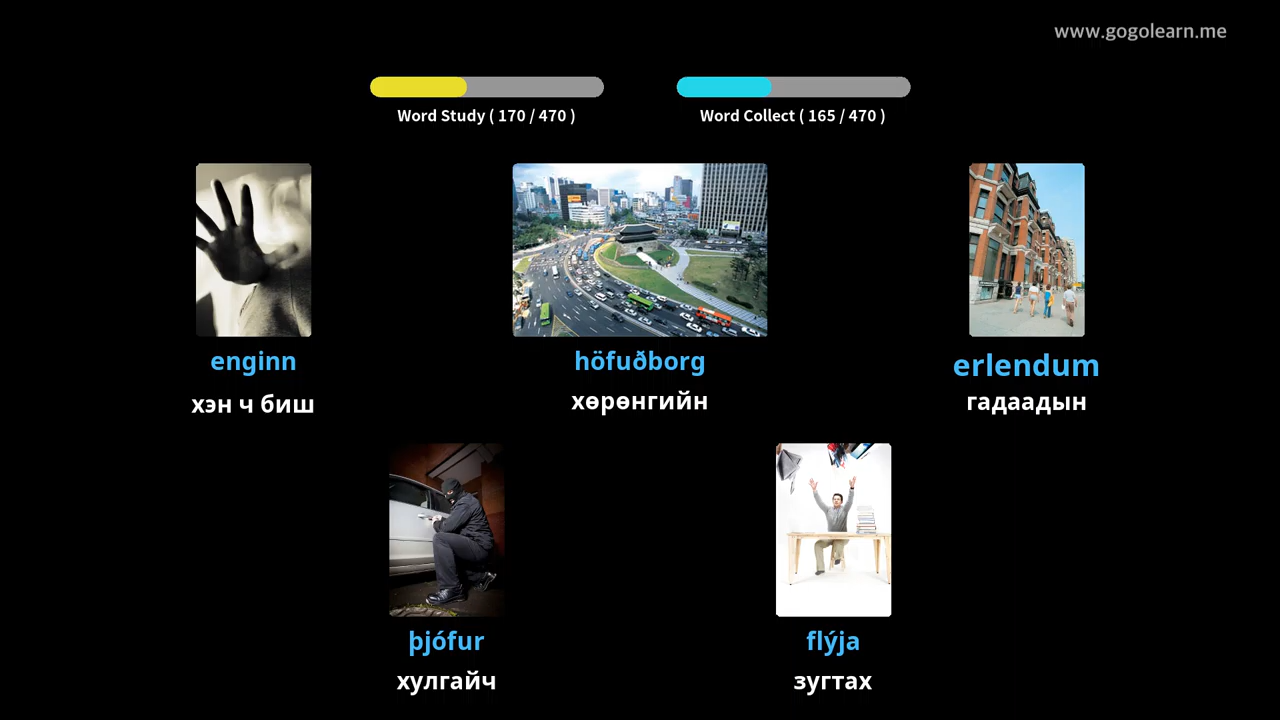 www.gogolearn.me
Word Study ( 170 / 470 )
Word Collect ( 165 / 470 )
enginn
хэн ч биш
höfuðborg
хөрөнгийн
erlendum
гадаадын
þjófur
хулгайч
flýja
зугтах